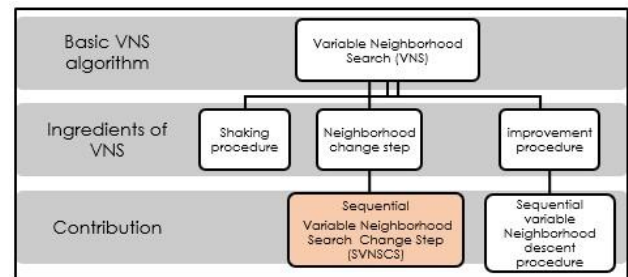 Basic VNS
algorithm
Variable Neighborhood
Search (VNS)
Ingredients of
VNS
Shaking
procedure
Neighborhood
change step
improvement
procedure
Contribution
Sequential
Variable Neighborhood
Search Change Step
(SVNSCS)
Sequential
variable
Neighborhood
descent
procedure